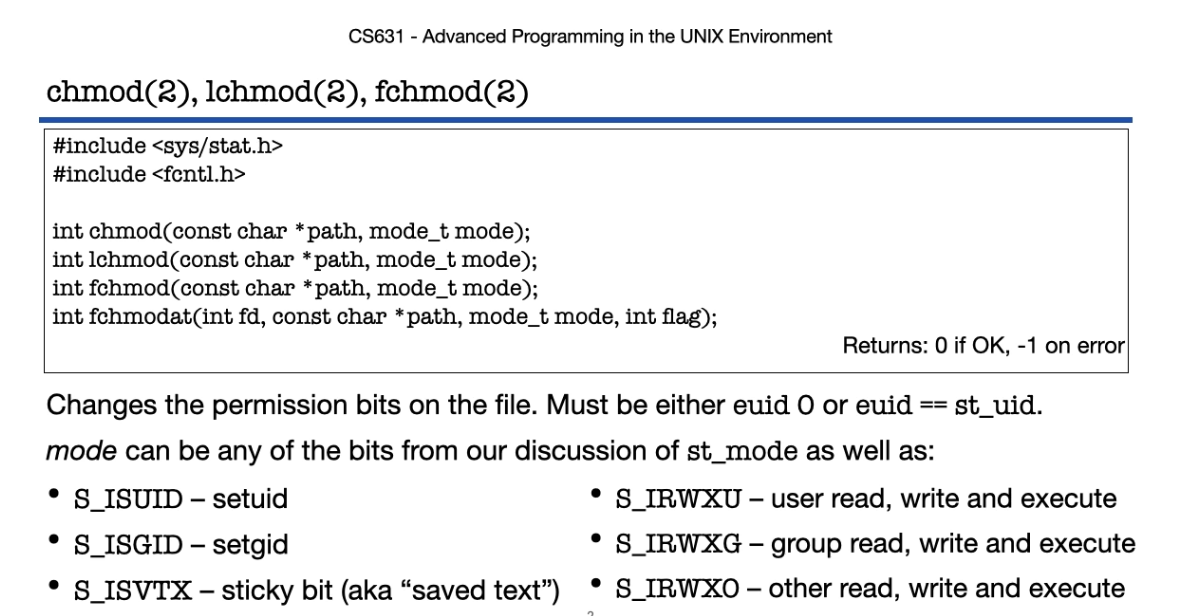 CS631 - Advanced Programming in the UNIX Environment
chmod(2), lchmod(2), fchmod(2)
#include <sys/stat.h>
#include <fcntl.h>
int chmod(const char *path, mode_t mode);
int lchmod(const char *path, mode_t mode);
int fchmod(const char *path, mode_t mode);
int fchmodat(int fd, const char *path, mode_t mode, int flag);
Returns: 0 if OK, -1 on error
Changes the permission bits on the file. Must be either euid 0 or euid == st_uid.
mode can be any of the bits from our discussion of st_mode as well as:
• S_ISUID – setuid
• S_ISGID – setgid
• S_ISVTX – sticky bit (aka “saved text”)
• S_IRWXU – user read, write and execute
• S_IRWXG – group read, write and execute
• S_IRWXO – other read, write and execute